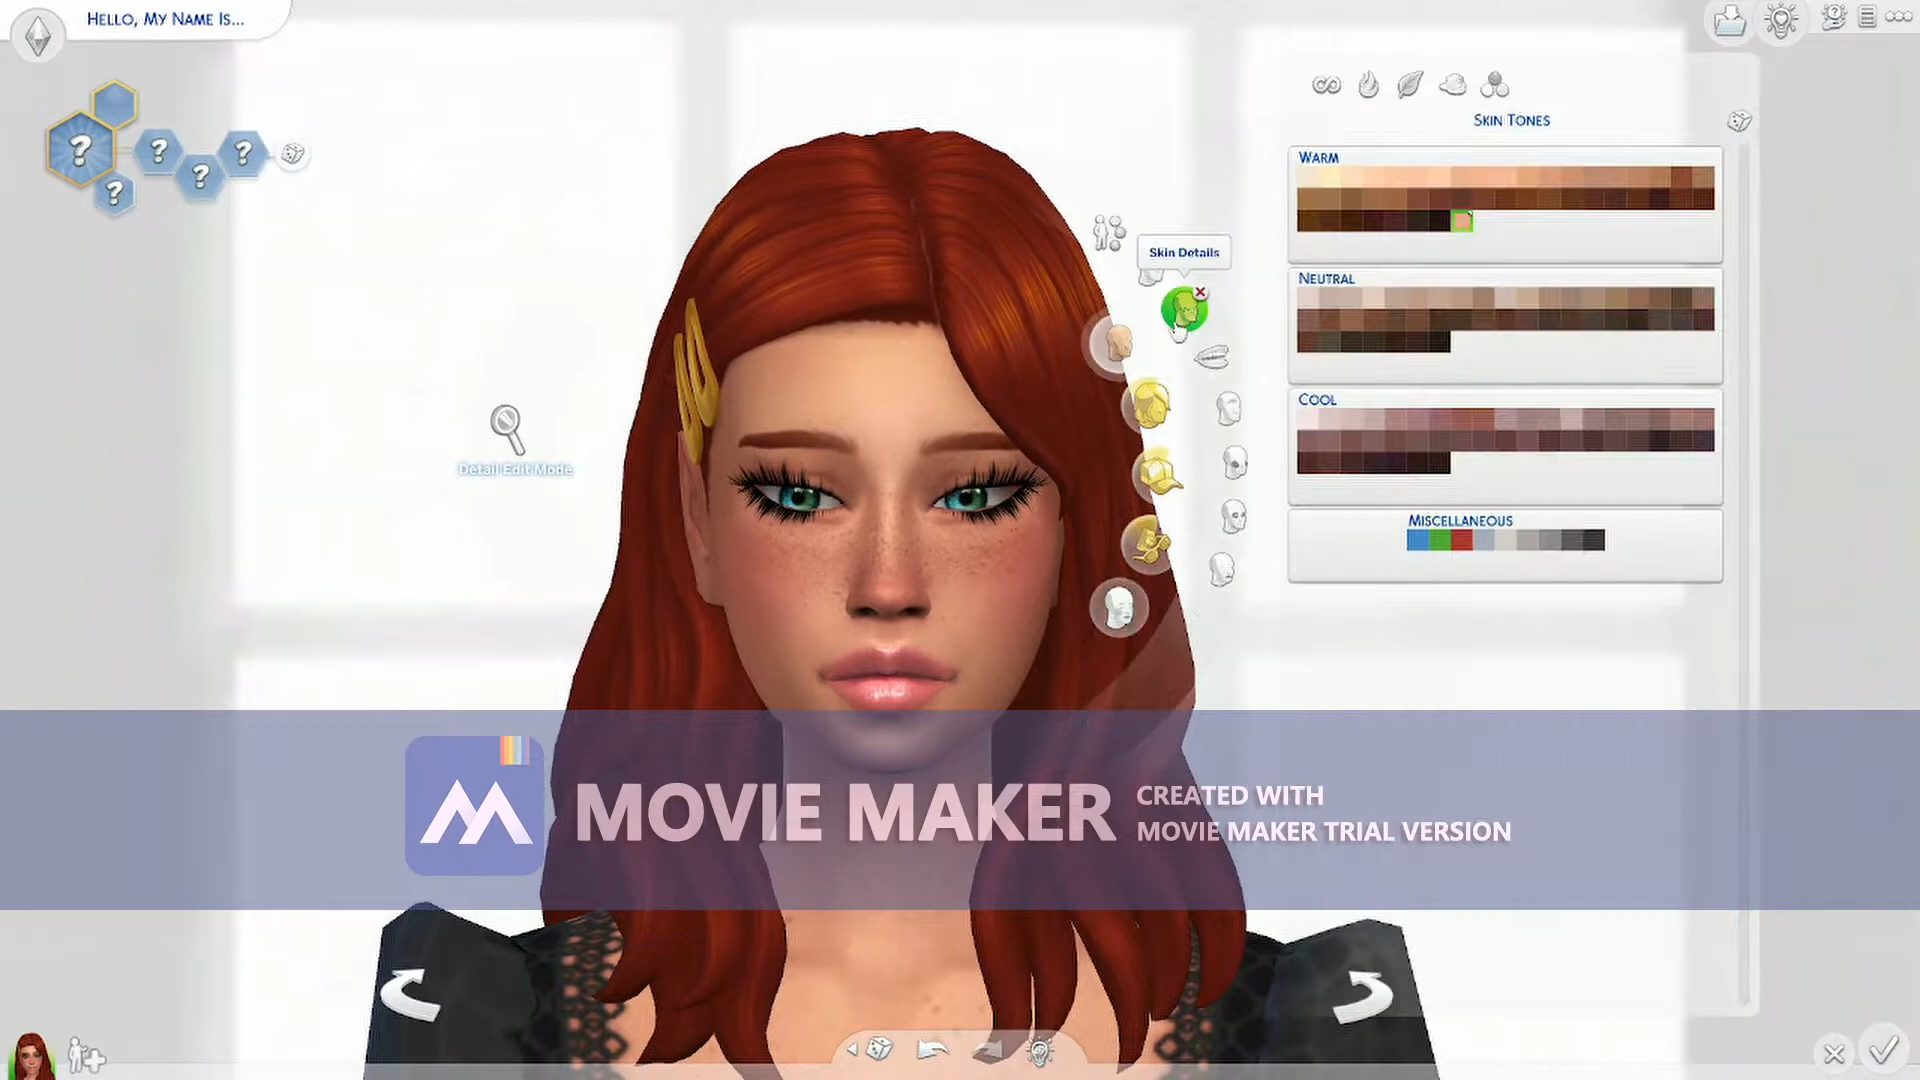 HELLO, MY NAME IS...
SKIN TONES
WARM
Skin Details
NEUTRAL
COOL
Detail Edit Mode
MISCELLANEOUS
MOVIE MAKER
CREATED WITH
MOVIE MAKER TRIAL VERSION